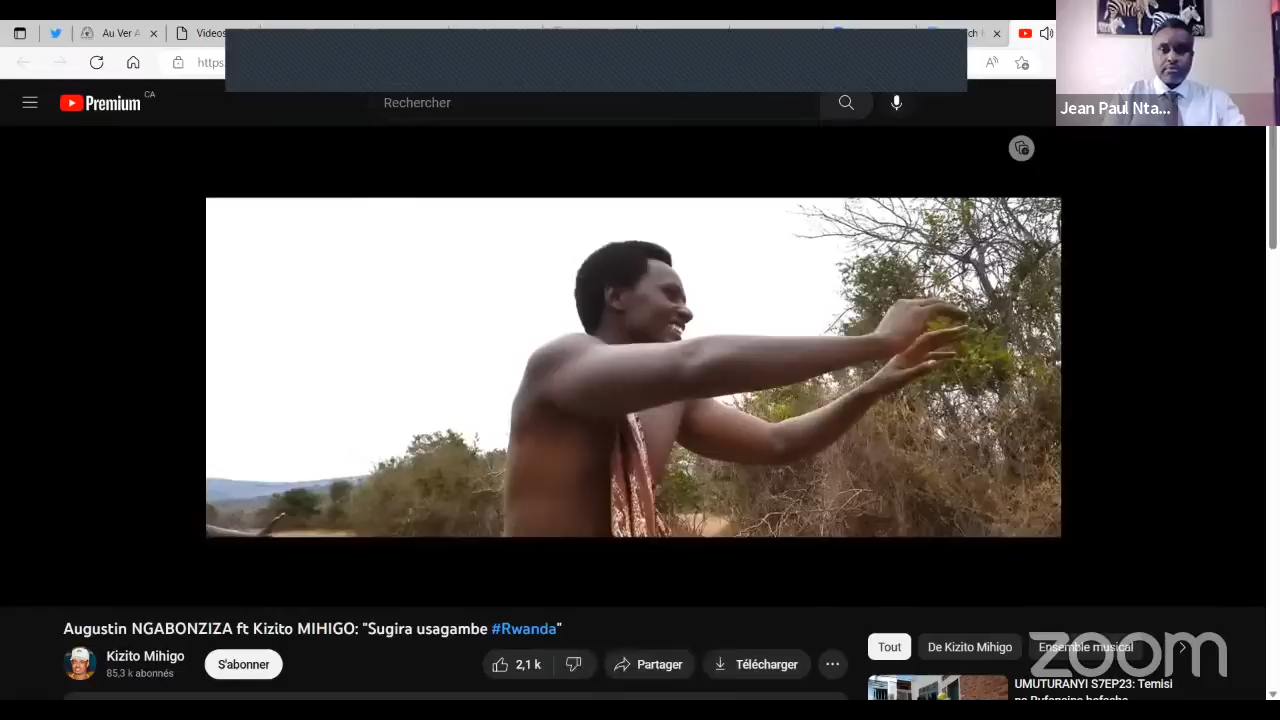 Au Ver A
Videos
https
Premium CA
Rechercher
Jean Paul Nta...
Augustin NGABONZIZA ft Kizito MIHIGO: "Sugira usagambe #Rwanda"
Kizito Mihigo
85,3 k abonnés
S'abonner
2,1 k
Partager
Télécharger
Tout
De Kizito Mihigo
Ensemble musical
zoom
UMUTURANYI S7EP23: Temisi